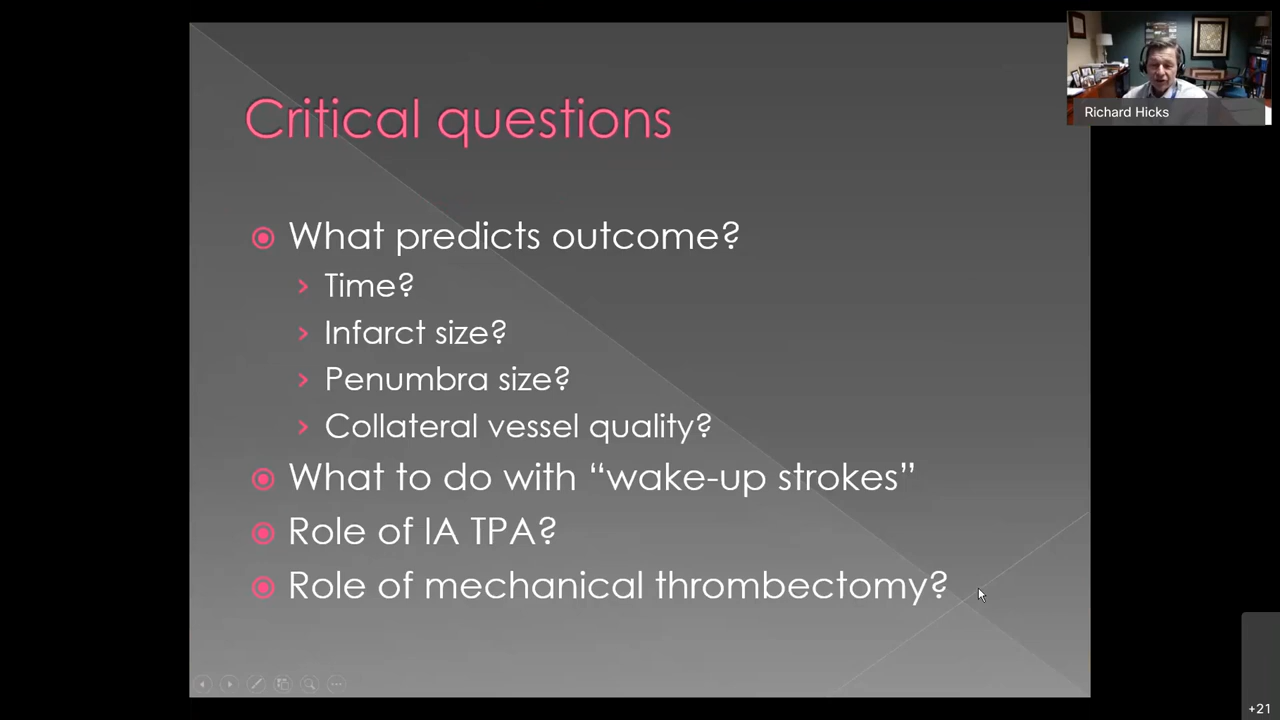 Critical questions
Richard Hicks
What predicts outcome?
Time?
Infarct size?
Penumbra size?
Collateral vessel quality?
What to do with “wake-up strokes”
Role of IA TPA?
Role of mechanical thrombectomy?
+21